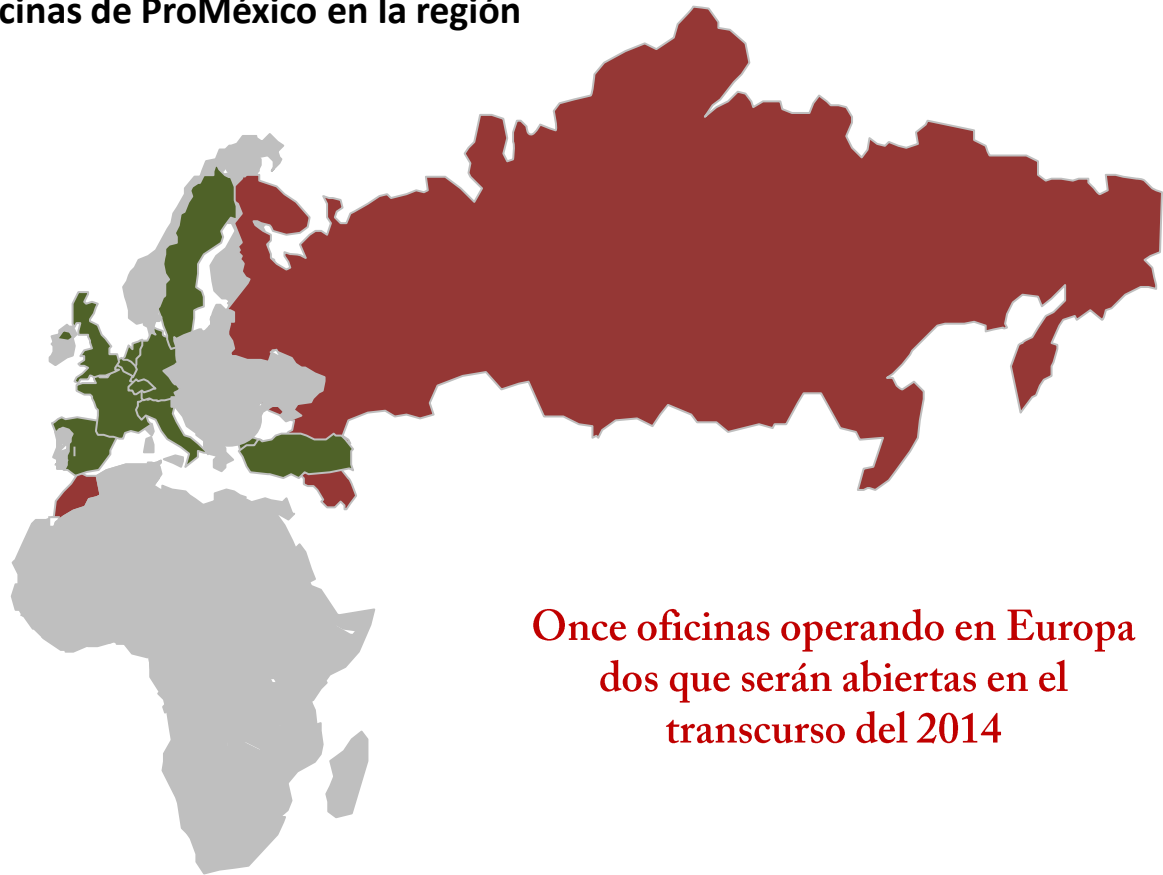 cinas de ProMéxico en la región
Once oficinas operando en Europa
dos que serán abiertas en el
transcurso del 2014